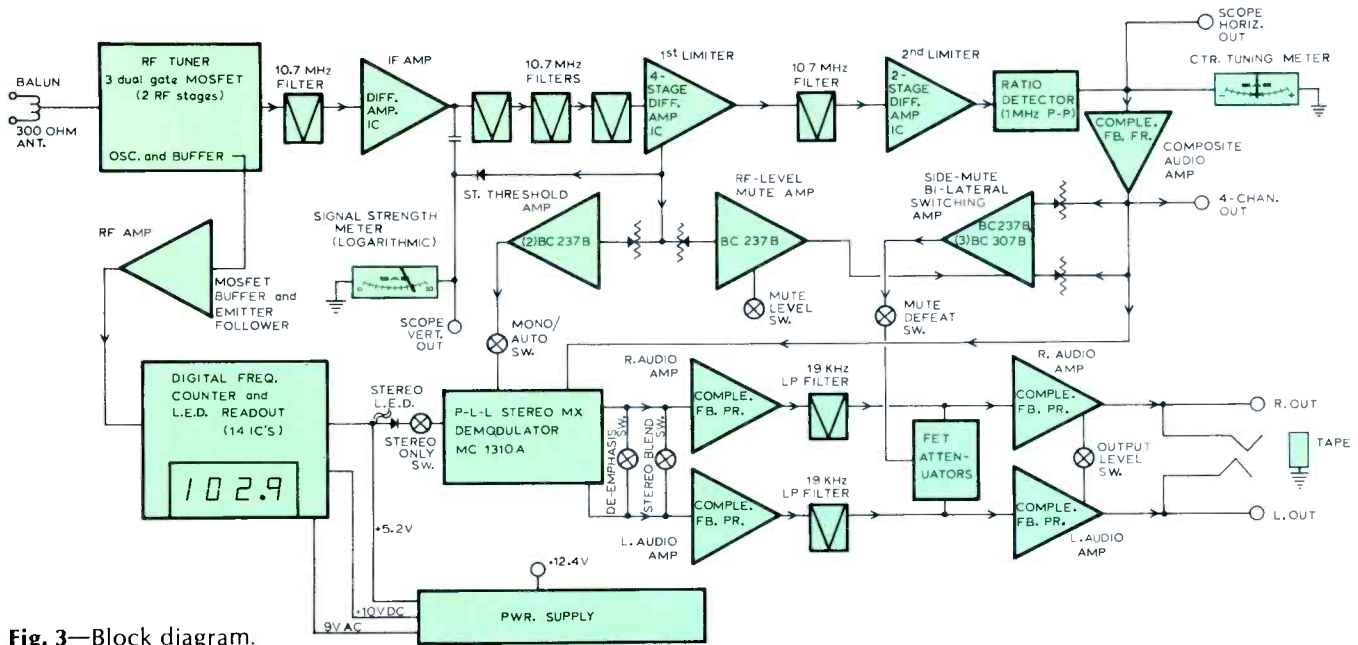 BALUN
300 OHM
ANT.
RF TUNER
3 dual gate MOSFET
(2 RF stages)
OSC. and BUFFER
10.7 MHz
FILTER
IF AMP
DIFF.
AMP.
IC
10.7 MHz
FILTERS
1st LIMITER
4-
STAGE
DIFF.
AMP
IC
10 7 MHz
FILTER
2nd LIMITER
2-
STAGE
DIFF.
AMP IC
RATIO
DETECTOR
(1MHz P-P)
SCOPE
HORIZ.
OUT
CTR. TUNING METER
- +
COMPLE.
FB. FR.
COMPOSITE
AUDIO
AMP
4-CHAN.
OUT
RF AMP
MOSFET
BUFFER and
EMITTER
FOLLOWER
SIGNAL STRENGTH
METER
(LOGARITHMIC)
SCOPE
VERT.
OUT
ST. THRESHOLD
AMP
(2)BC 237B
MONO/
AUTO
SW.
RF-LEVEL
MUTE AMP
BC 237B
MUTE
LEVEL
SW.
SIDE-MUTE
BI-LATERAL
SWITCHING
AMP
BC237B
(3)BC 307B
MUTE
DEFEAT
SW.
DIGITAL FREQ.
COUNTER and
L.E.D. READOUT
(14 IC'S)
102.9
STEREO
L.E.D.
STEREO
ONLY
SW.
P-L-L STEREO MX
DEMODULATOR
MC 1310A
DE-EMPHASIS
SW.
STEREO BLEND
SW.
R.AUDIO
AMP
COMPLE.
FB. PR.
19 KHz
LP FILTER
R. AUDIO
AMP
COMPLE.
FB. PR.
R.OUT
FET
ATTEN-
UATORS
OUTPUT
LEVEL
SW.
TAPE
COMPLE.
FB. PR.
L. AUDIO
AMP
19 KHz
LP FILTER
COMPLE.
FB. PR.
L.AUDIO
AMP
L.OUT
+5.2V
+10VDC
9V AC
+12.4V
PWR. SUPPLY
Fig. 3—Block diagram.